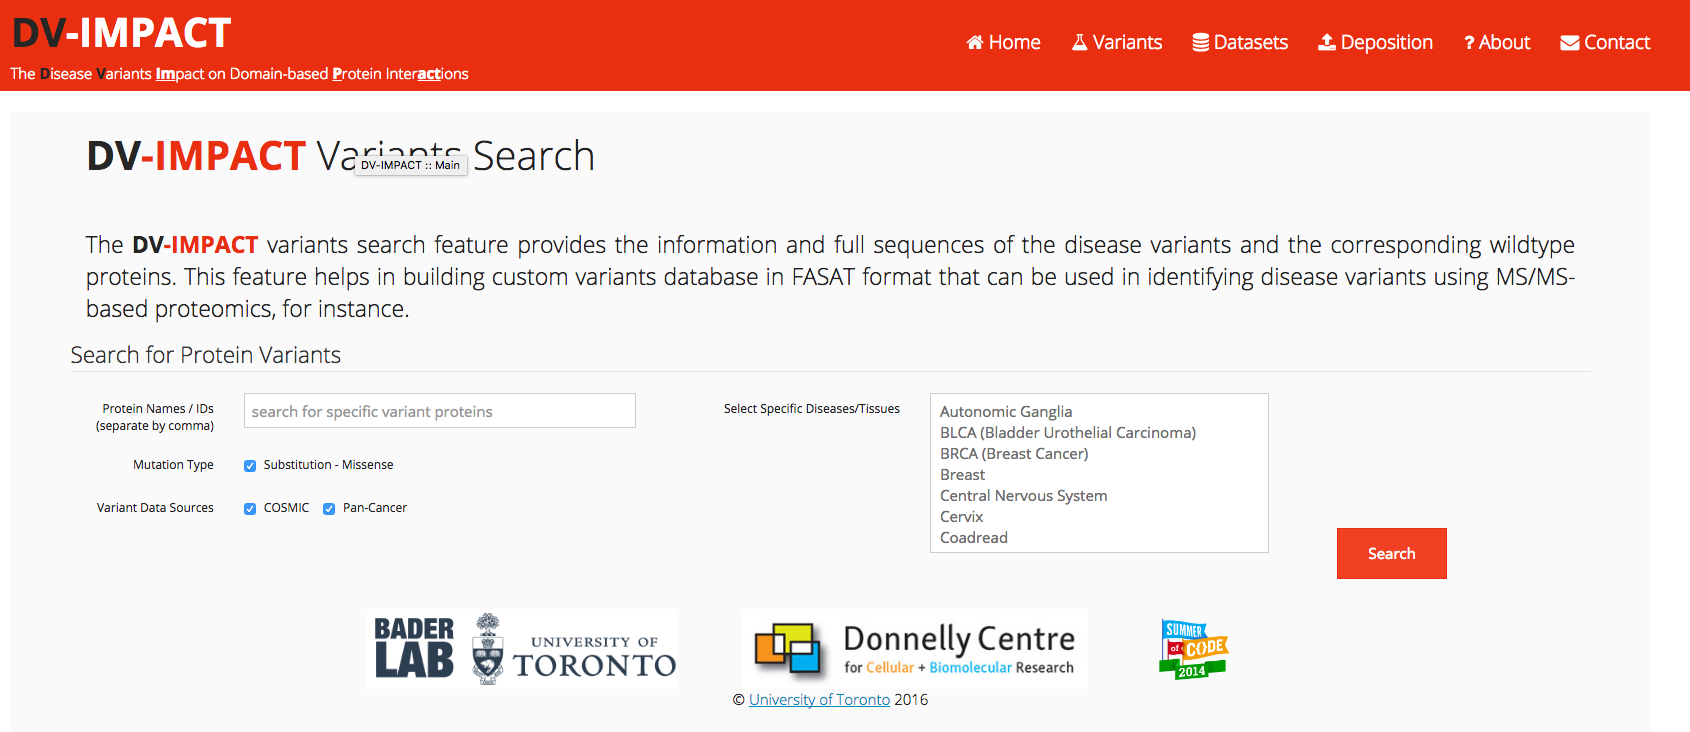 DV-IMPACT
The Disease Variants Impact on Domain-based Protein Interactions
Home Variants Datasets Deposition ? About Contact
DV-IMPACT Variants Search
DV-IMPACT :: Main
The DV-IMPACT variants search feature provides the information and full sequences of the disease variants and the corresponding wildtype
proteins. This feature helps in building custom variants database in FASAT format that can be used in identifying disease variants using MS/MS-
based proteomics, for instance.
Search for Protein Variants
Protein Names / IDs
(separate by comma)
search for specific variant proteins
Mutation Type
Substitution - Missense
Variant Data Sources
COSMIC
Pan-Cancer
Select Specific Diseases/Tissues
Autonomic Ganglia
BLCA (Bladder Urothelial Carcinoma)
BRCA (Breast Cancer)
Breast
Central Nervous System
Cervix
Coadread
Search
BADER
LAB
UNIVERSITY OF
TORONTO
Donnelly Centre
for Cellular + Biomolecular Research
SUMMER
of CODE
2014
© University of Toronto 2016